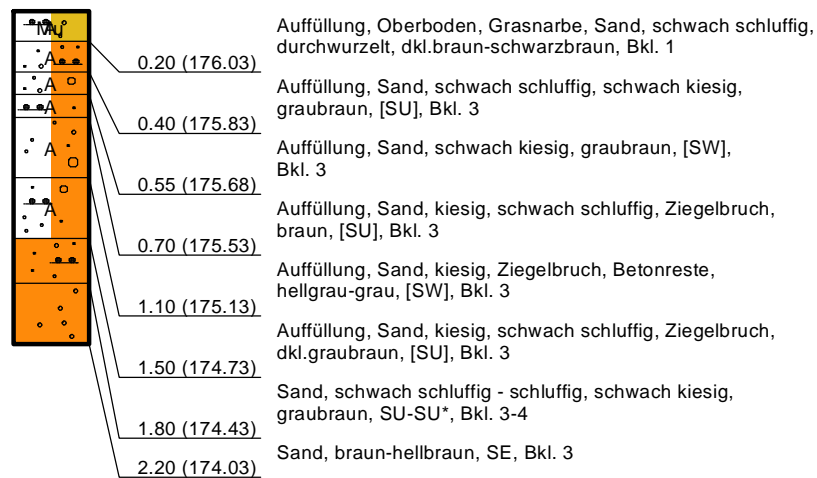 Mu
A
Auffüllung, Oberboden, Grasnarbe, Sand, schwach schluffig,
durchwurzelt, dkl.braun-schwarzbraun, Bkl. 1
0.20 (176.03)
A
Auffüllung, Sand, schwach schluffig, schwach kiesig,
graubraun, [SU], Bkl. 3
0.40 (175.83)
A
Auffüllung, Sand, schwach kiesig, graubraun, [SW],
Bkl. 3
0.55 (175.68)
A
Auffüllung, Sand, kiesig, schwach schluffig, Ziegelbruch,
braun, [SU], Bkl. 3
0.70 (175.53)
A
Auffüllung, Sand, kiesig, Ziegelbruch, Betonreste,
hellgrau-grau, [SW], Bkl. 3
1.10 (175.13)
A
Auffüllung, Sand, kiesig, schwach schluffig, Ziegelbruch,
dkl.graubraun, [SU], Bkl. 3
1.50 (174.73)
Sand, schwach schluffig - schluffig, schwach kiesig,
graubraun, SU-SU*, Bkl. 3-4
1.80 (174.43)
Sand, braun-hellbraun, SE, Bkl. 3
2.20 (174.03)